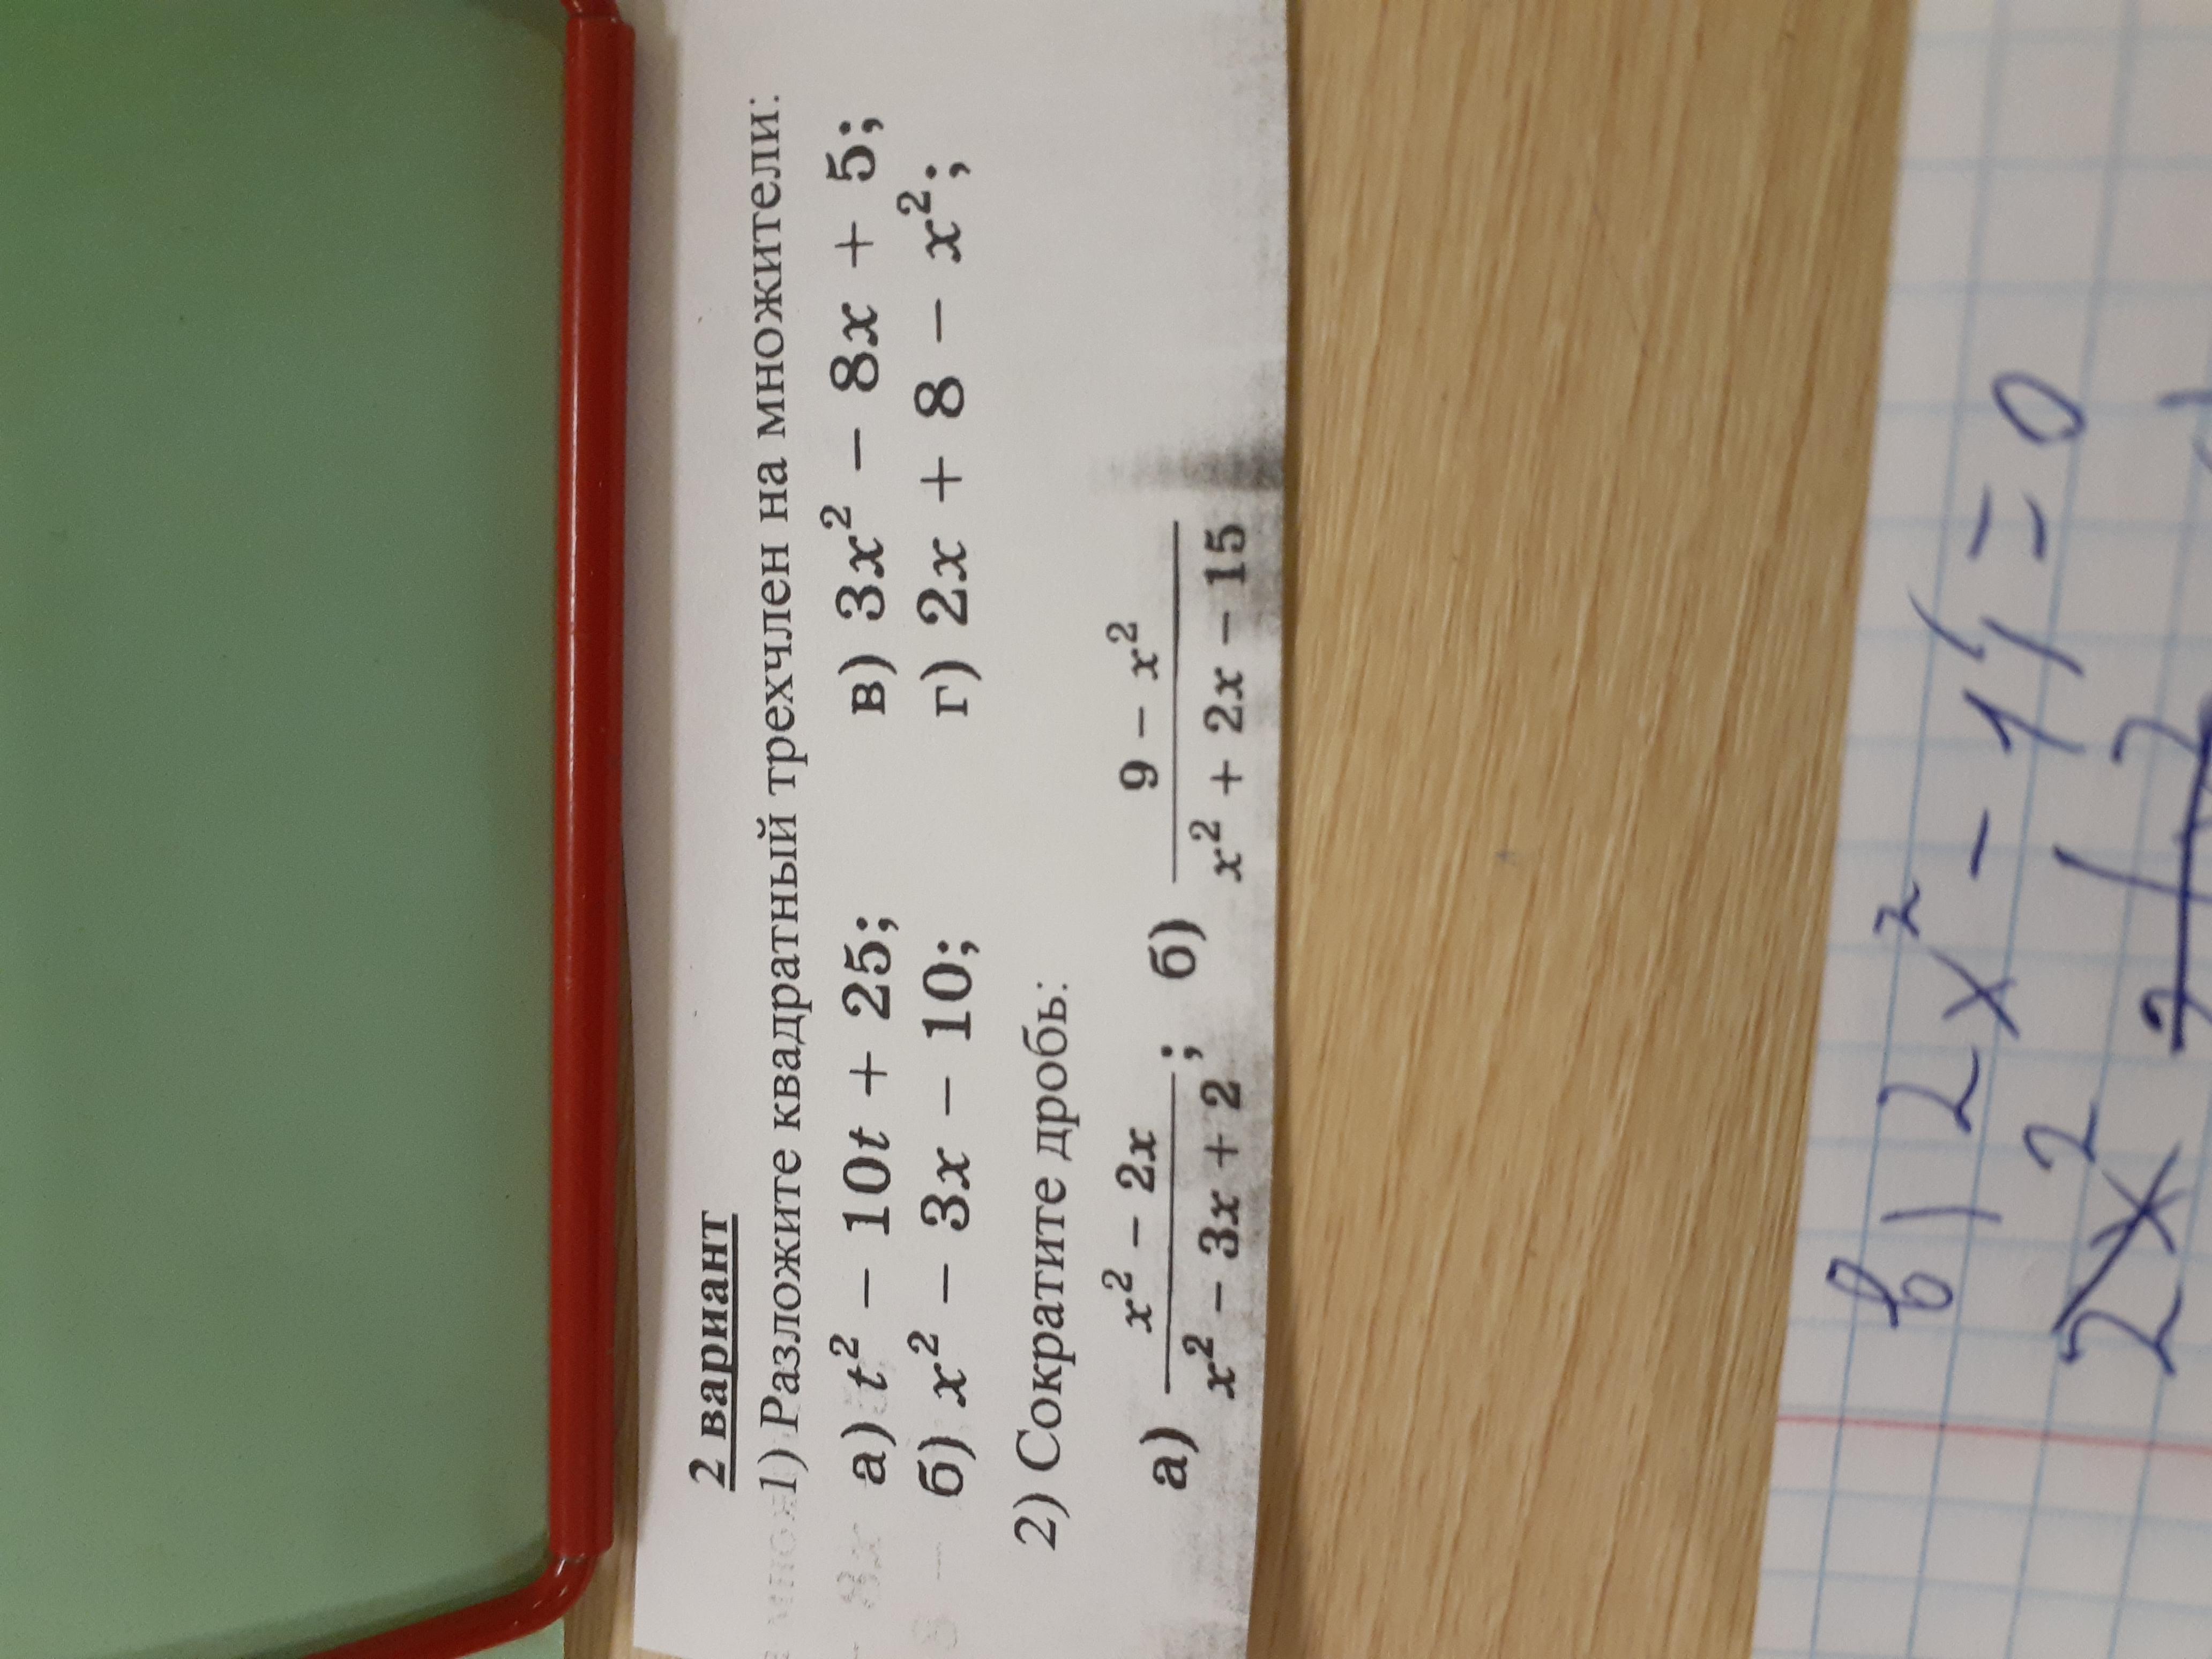 2 вариант
1) Разложите квадратный трехчлен на множители:
а) t² − 10t + 25; в) 3x² − 8x + 5;
б) x² − 3x − 10; г) 2x + 8 − x²;
2) Сократите дробь:
а) (x² − 2x)/(x² − 3x + 2); б) (9 − x²)/(x² + 2x − 15)
в) 2x² − 11 = 0
2x²